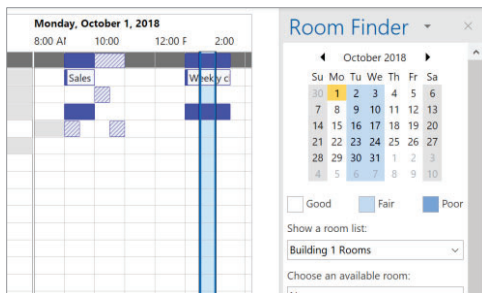 Monday, October 1, 2018
8:00 AM 10:00 12:00 P 2:00
Sales
Weekly c
Room Finder
October 2018
Su Mo Tu We Th Fr Sa
30 1 2 3 4 5 6
7 8 9 10 11 12 13
14 15 16 17 18 19 20
21 22 23 24 25 26 27
28 29 30 31 1 2 3
4 5 6 7 8 9 10
Good Fair Poor
Show a room list:
Building 1 Rooms
Choose an available room: